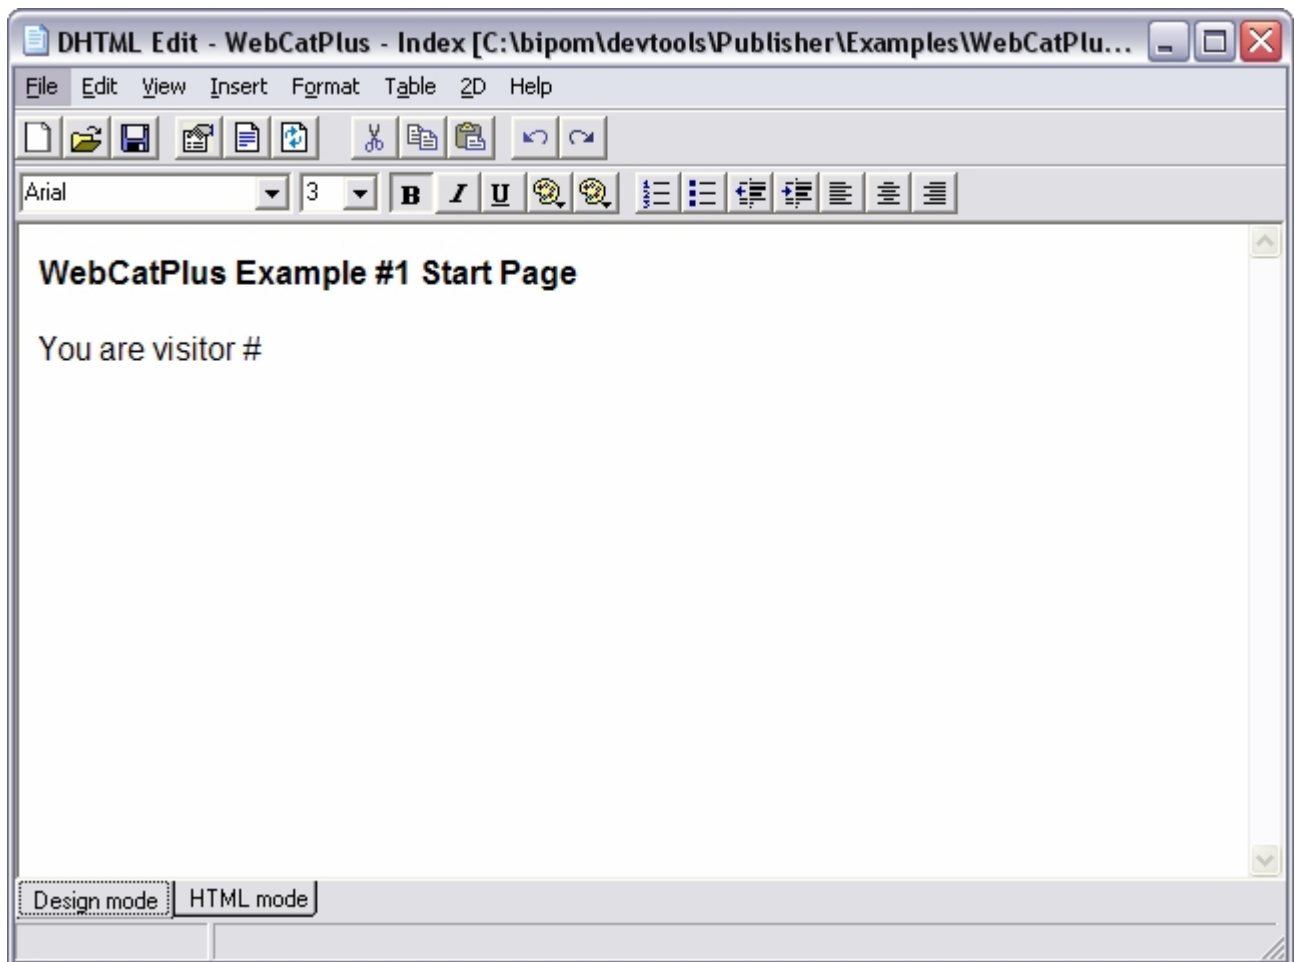 DHTML Edit - WebCatPlus - Index [C:\bipom\devtools\Publisher\Examples\WebCatPlu...
File Edit View Insert Format Table 2D Help
Arial 3 B I U
WebCatPlus Example #1 Start Page
You are visitor #
Design mode HTML mode